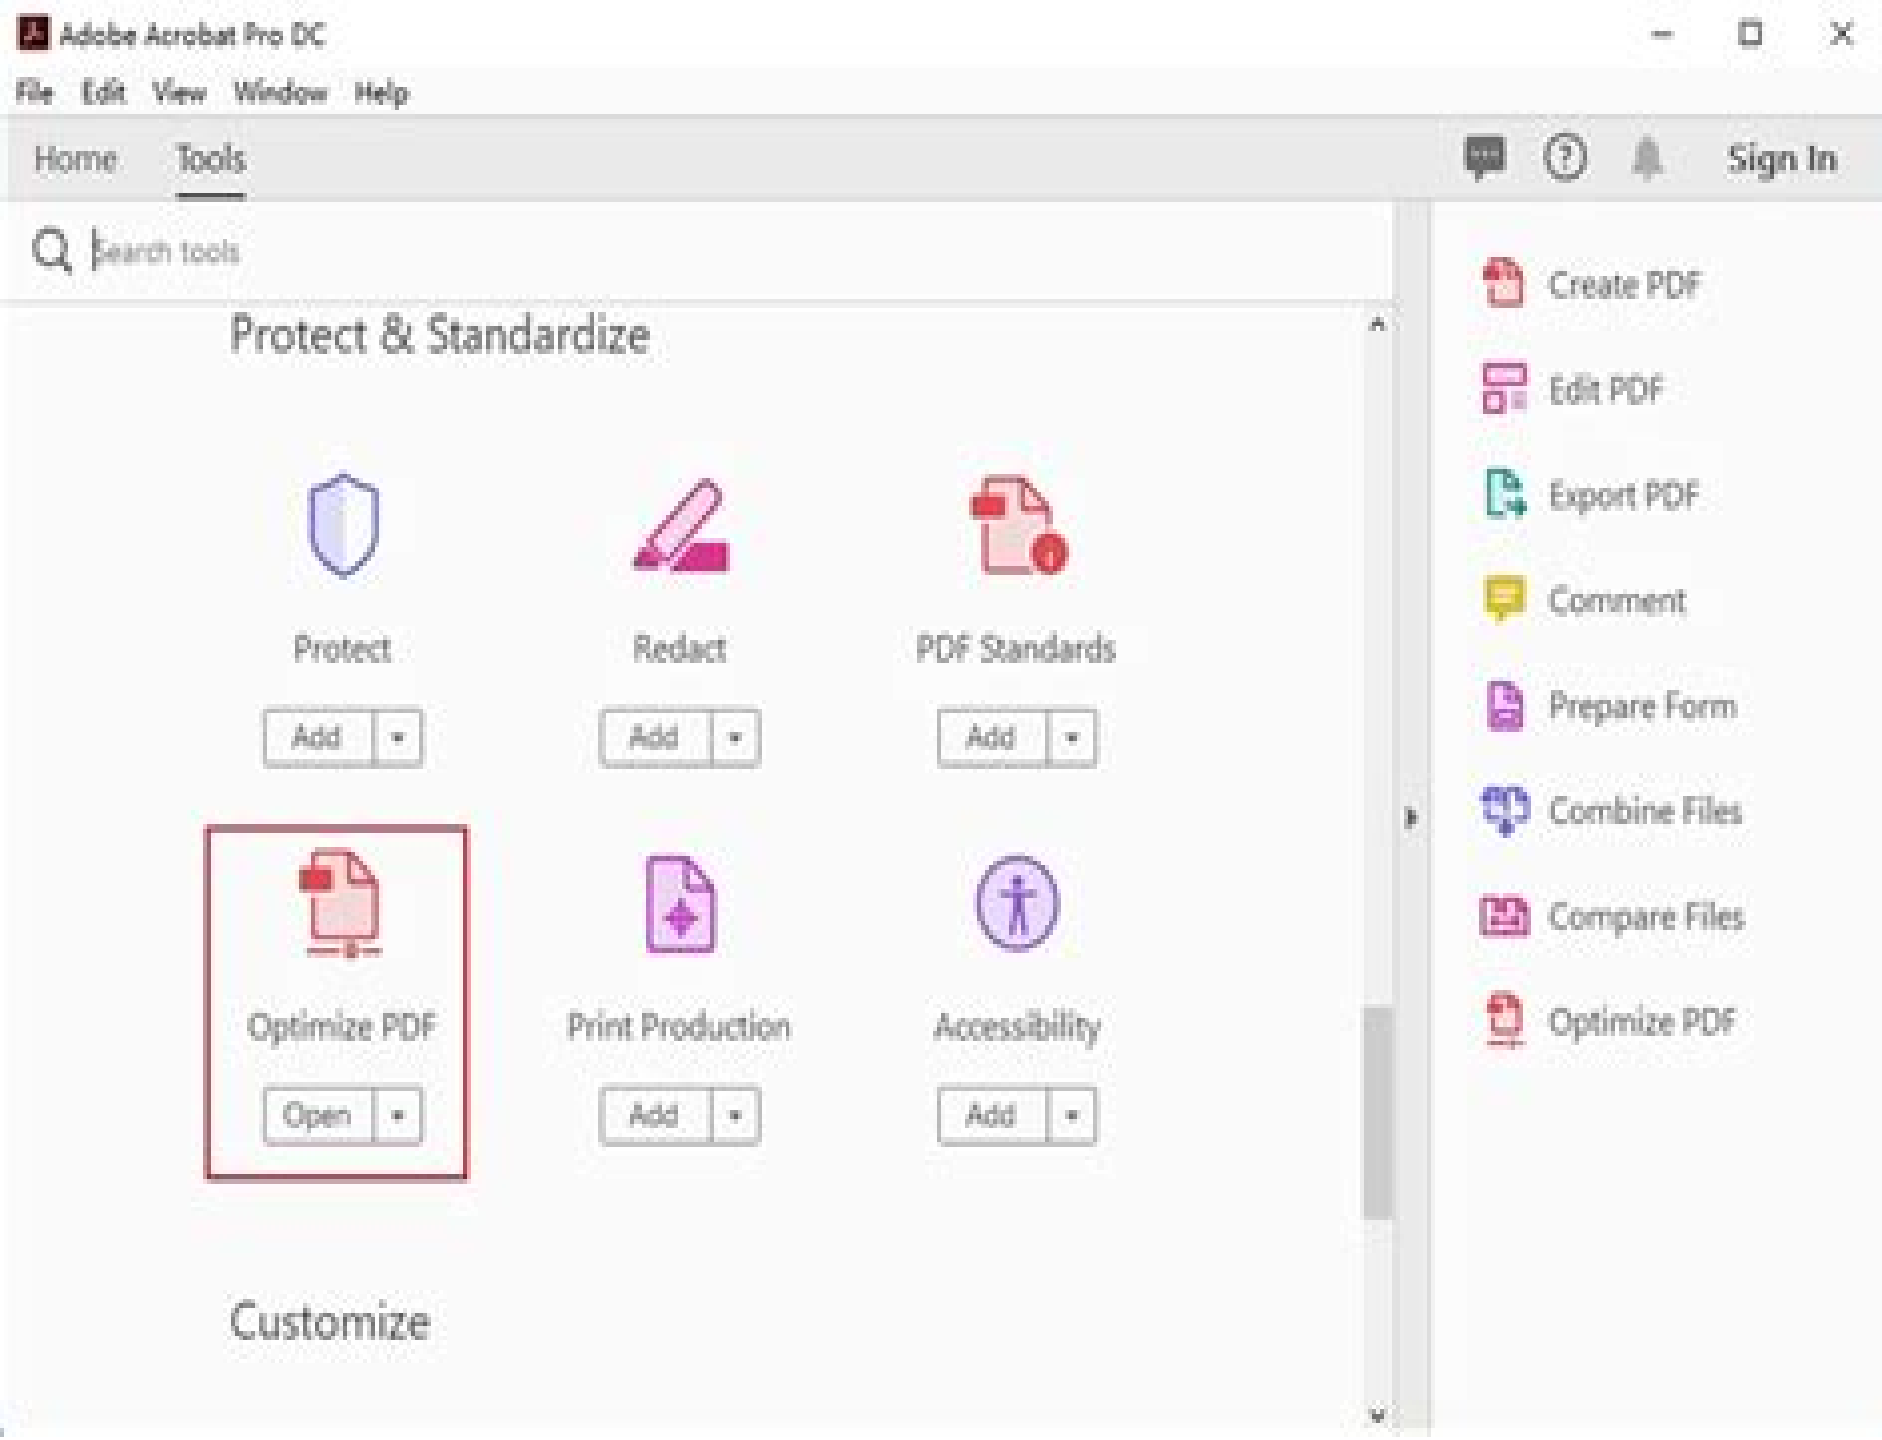 Adobe Acrobat Pro DC
File Edit View Window Help
Home Tools Sign In
Search tools
Protect & Standardize
Protect Redact PDF Standards
Add Add Add
Optimize PDF Print Production Accessibility
Open Add Add
Customize
Create PDF
Edit PDF
Export PDF
Comment
Prepare Form
Combine Files
Compare Files
Optimize PDF